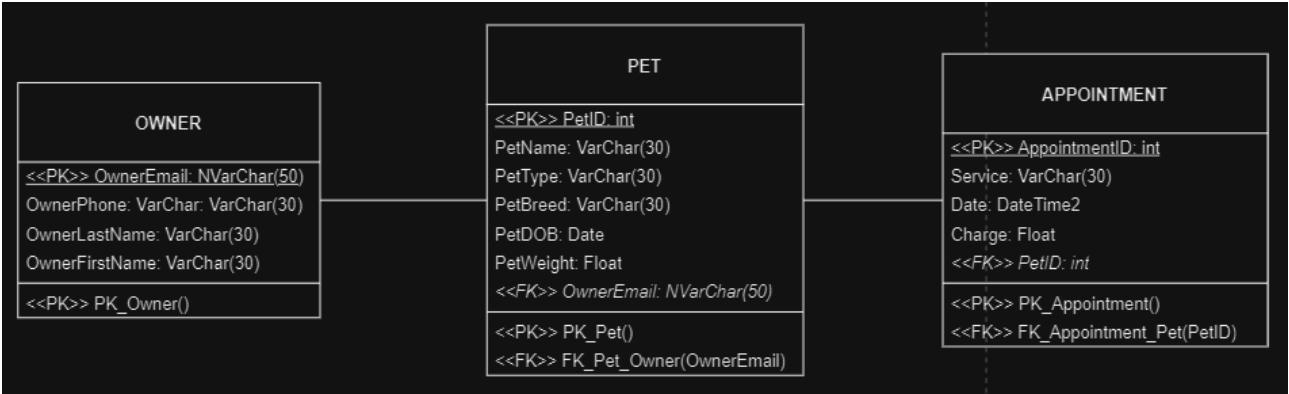 OWNER
<<PK>> OwnerEmail: NVarChar(50)
OwnerPhone: VarChar: VarChar(30)
OwnerLastName: VarChar(30)
OwnerFirstName: VarChar(30)
<<PK>> PK_Owner()
PET
<<PK>> PetID: int
PetName: VarChar(30)
PetType: VarChar(30)
PetBreed: VarChar(30)
PetDOB: Date
PetWeight: Float
<<FK>> OwnerEmail: NVarChar(50)
<<PK>> PK_Pet()
<<FK>> FK_Pet_Owner(OwnerEmail)
APPOINTMENT
<<PK>> AppointmentID: int
Service: VarChar(30)
Date: DateTime2
Charge: Float
<<FK>> PetID: int
<<PK>> PK_Appointment()
<<FK>> FK_Appointment_Pet(PetID)